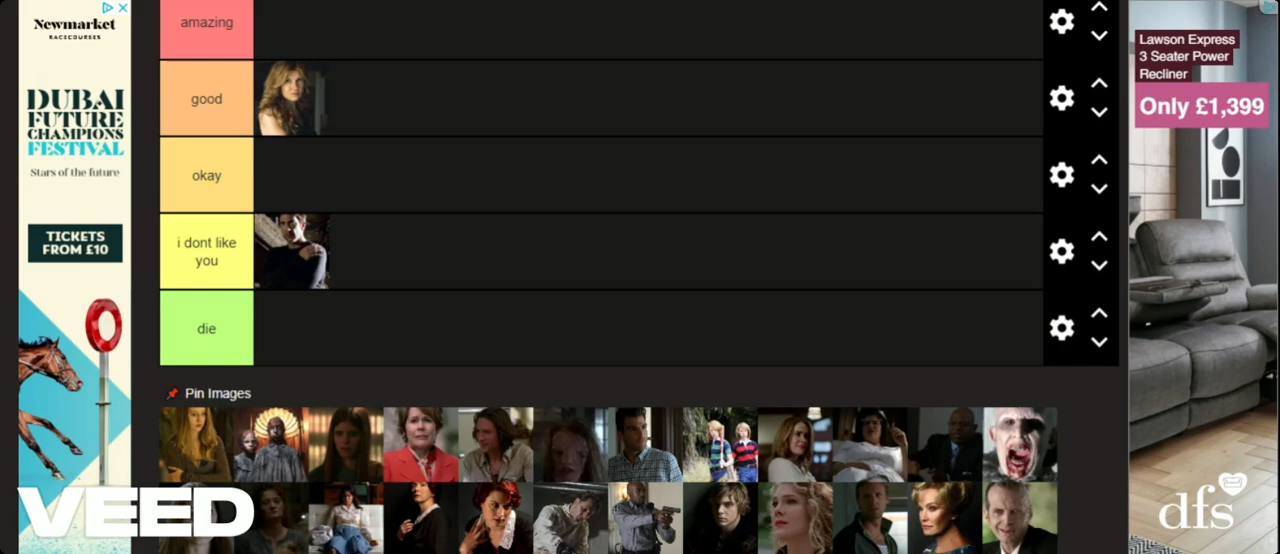 Newmarket
RACECOURSES
DUBAI
FUTURE
CHAMPIONS
FESTIVAL
Stars of the future
TICKETS
FROM £10
amazing
good
okay
i dont like
you
die
Pin Images
VEED
Lawson Express
3 Seater Power
Recliner
Only £1,399
dfs